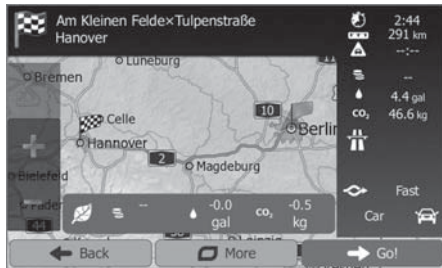 Am Kleinen Felde×Tulpenstraße
Hanover
2:44
291 km
--:--
--
4.4 gal
CO₂ 46.6 kg
Fast
Car
Luneburg
Bremen
Celle
10
Berlin
Hannover
2
Magdeburg
Bielefeld
44
-- -0.0 CO₂ -0.5
gal kg
Back
More
Go!